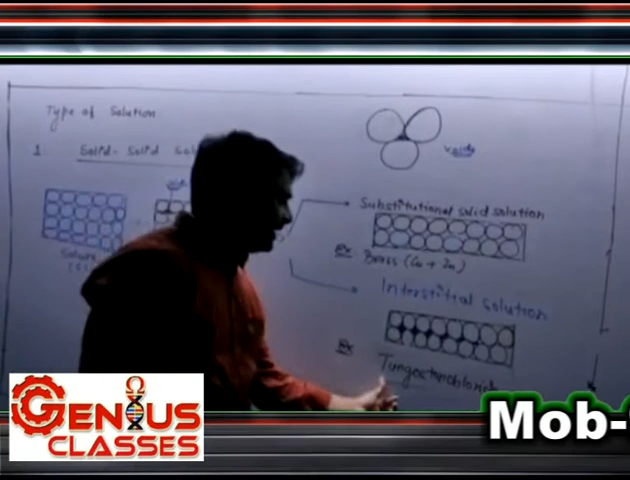 Type of Solution
1. Solid-Solid
voids
Substitutional solid solution
Ex Brass (Cu + Zn)
Interstitial solution
Ex
GENIUS
CLASSES
Mob-